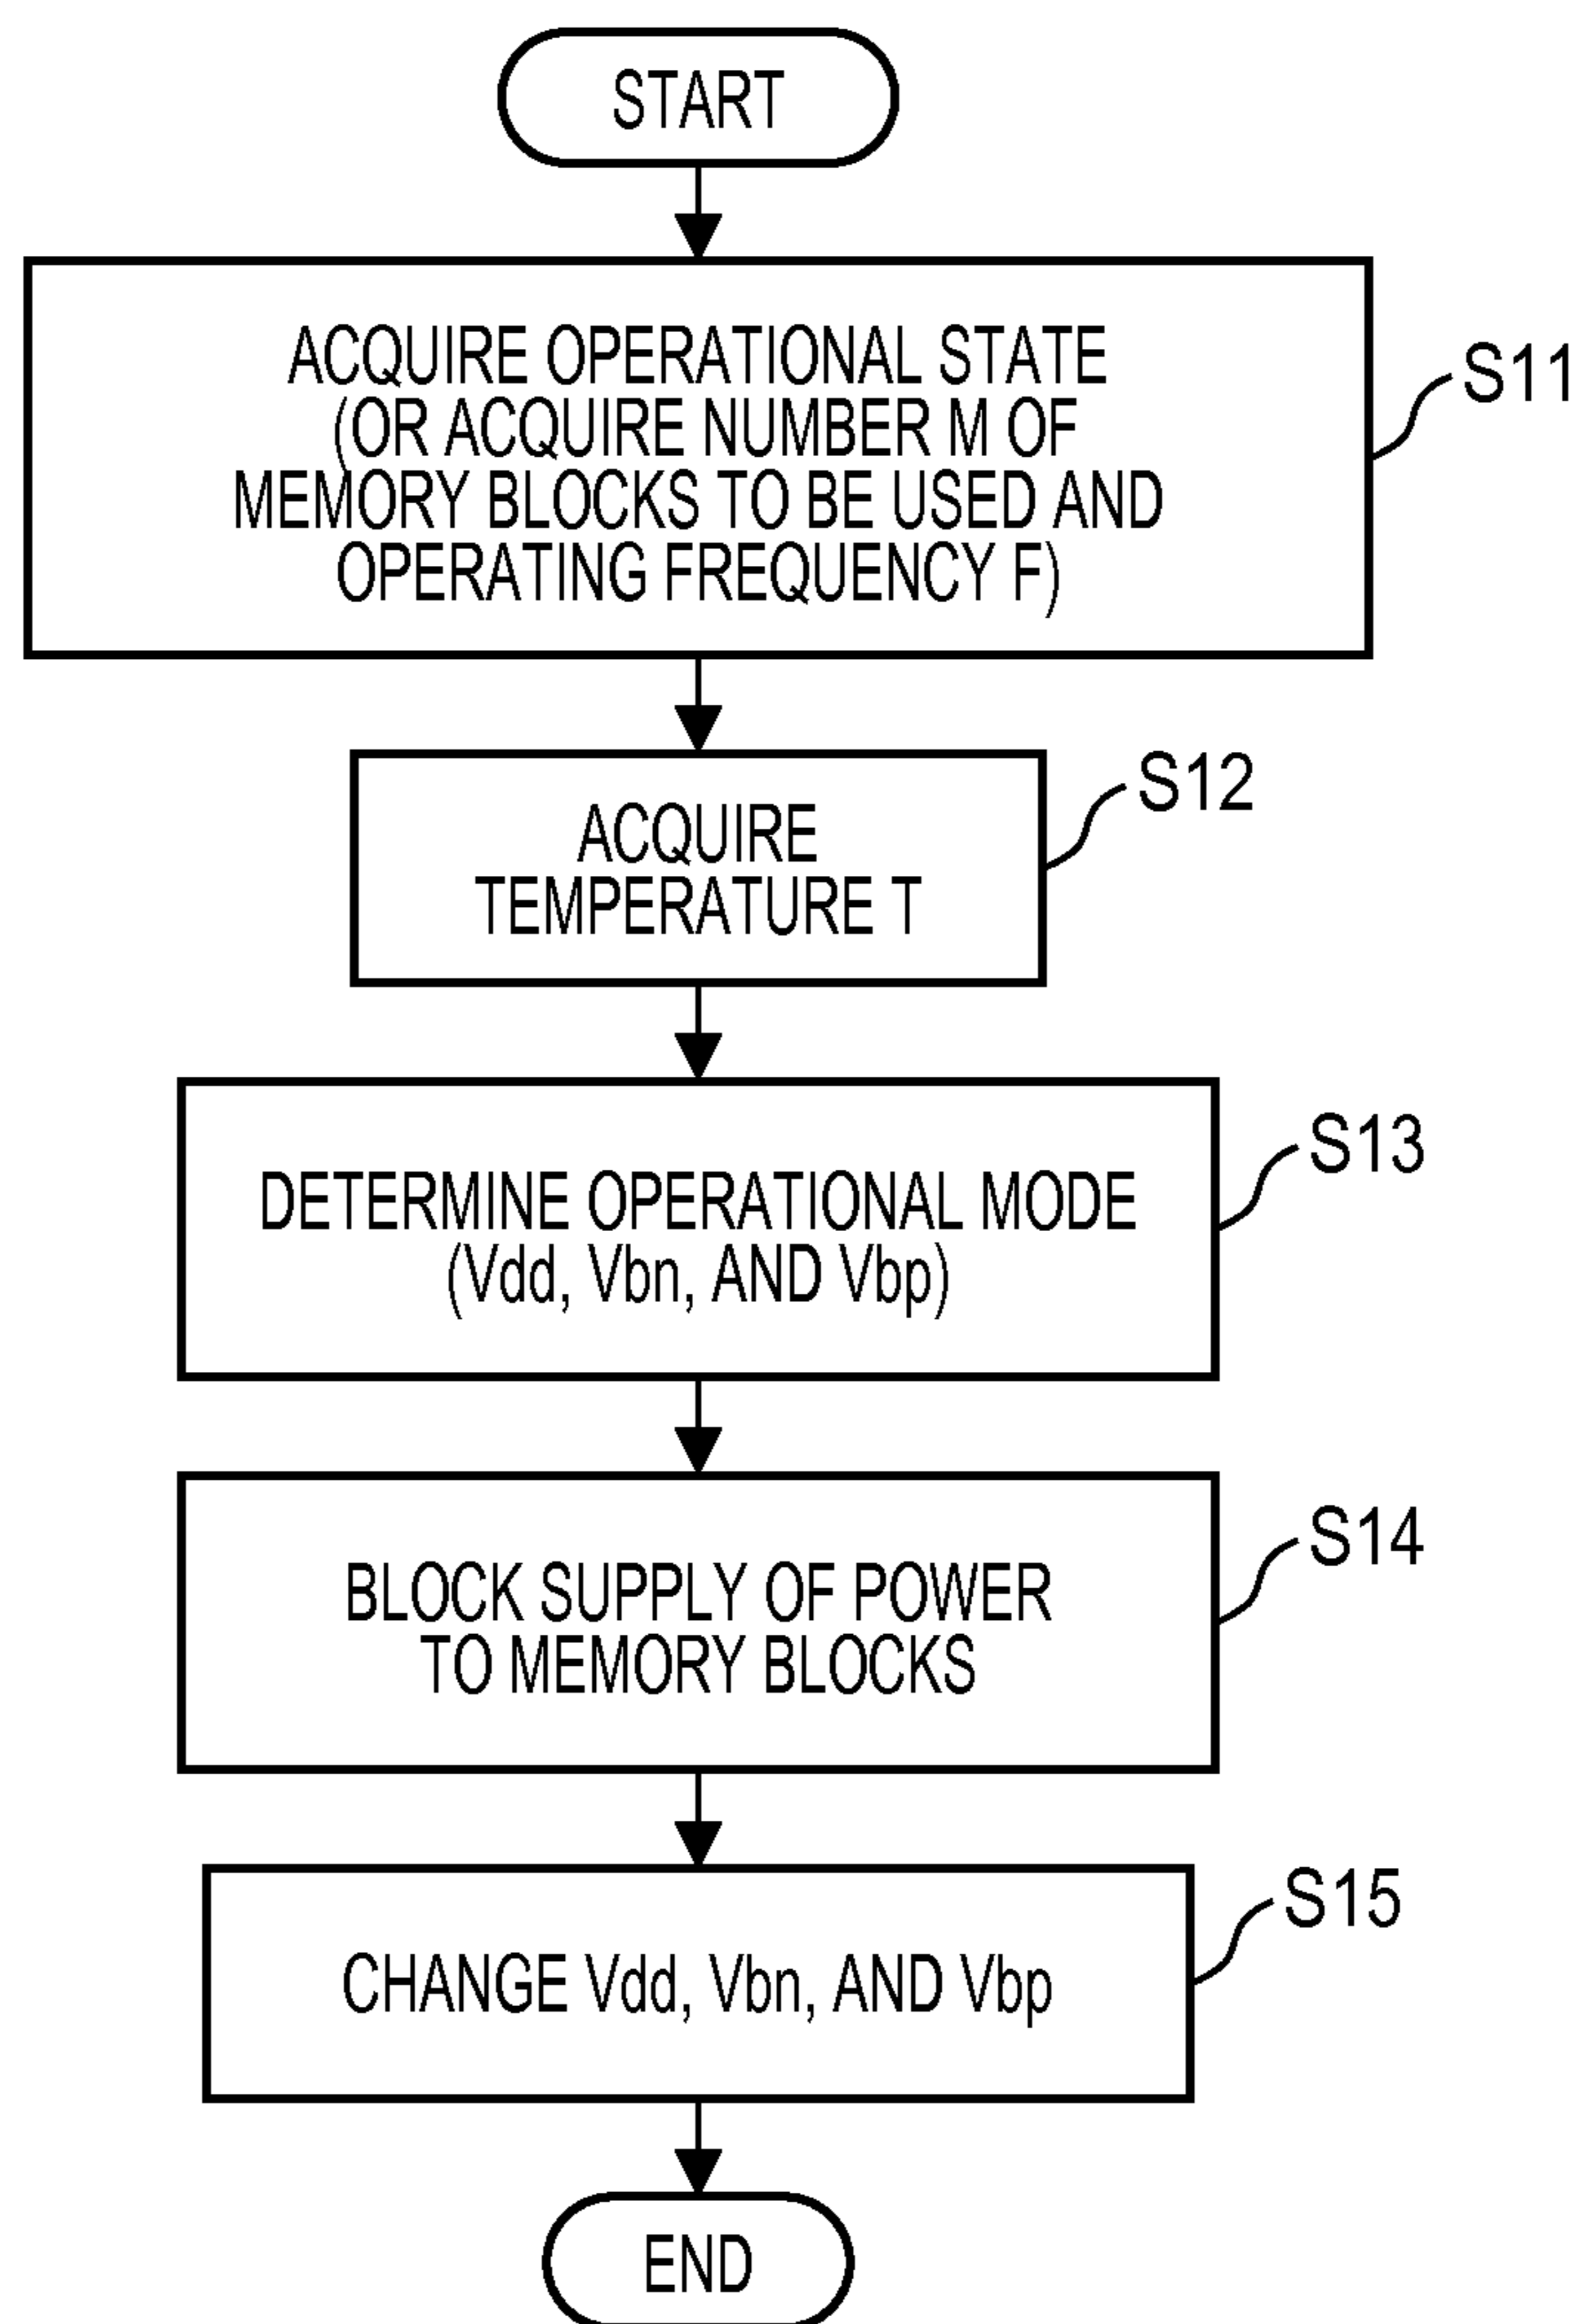 START
ACQUIRE OPERATIONAL STATE
(OR ACQUIRE NUMBER M OF
MEMORY BLOCKS TO BE USED AND
OPERATING FREQUENCY F)
S11
ACQUIRE
TEMPERATURE T
S12
DETERMINE OPERATIONAL MODE
(Vdd, Vbn, AND Vbp)
S13
BLOCK SUPPLY OF POWER
TO MEMORY BLOCKS
S14
CHANGE Vdd, Vbn, AND Vbp
S15
END